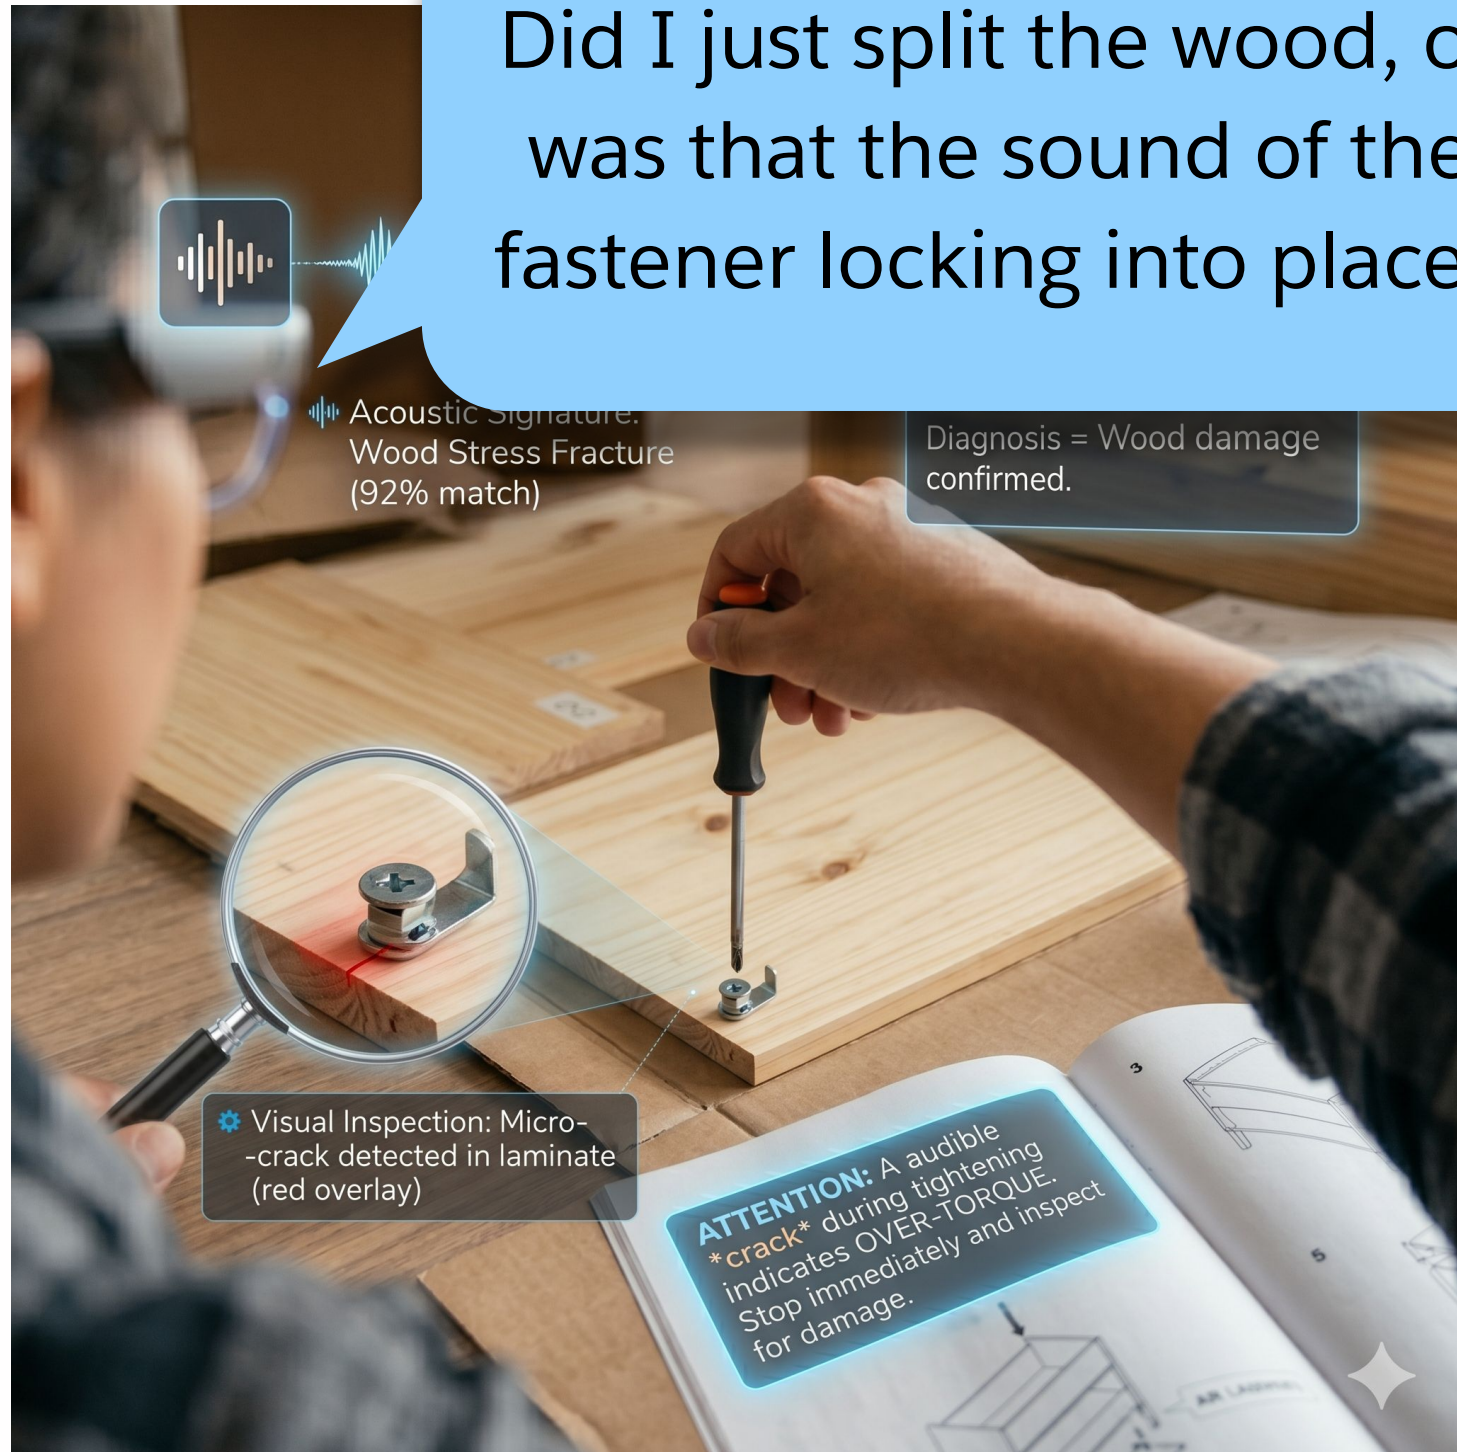 Did I just split the wood, o
was that the sound of the
fastener locking into place
Acoustic Signature:
Wood Stress Fracture
(92% match)
Diagnosis = Wood damage
confirmed.
Visual Inspection: Micro-
-crack detected in laminate
(red overlay)
ATTENTION: A audible
*crack* during tightening
indicates OVER-TORQUE.
Stop immediately and inspect
for damage.
3
5